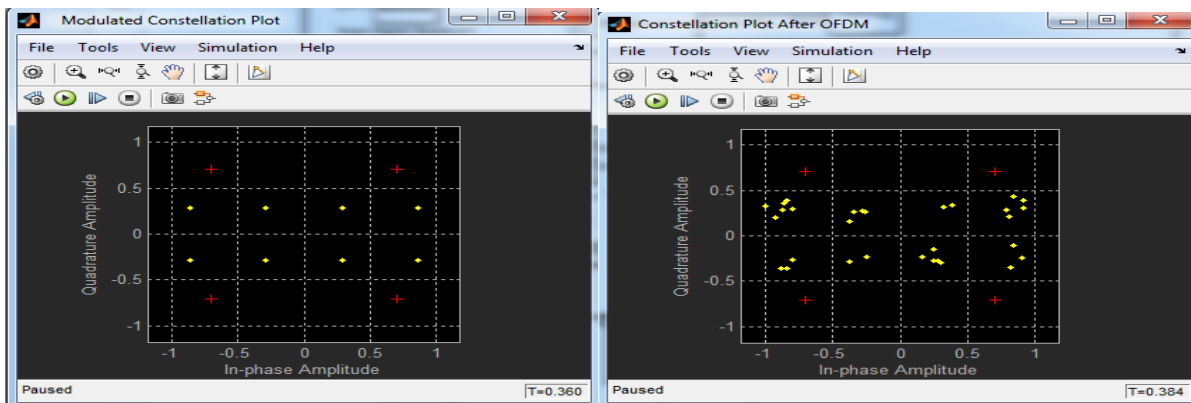 Modulated Constellation Plot
File Tools View Simulation Help
Quadrature Amplitude
1
0.5
0
-0.5
-1
-1 -0.5 0 0.5 1
In-phase Amplitude
Paused T=0.360
Constellation Plot After OFDM
File Tools View Simulation Help
Quadrature Amplitude
1
0.5
0
-0.5
-1
-1 -0.5 0 0.5 1
In-phase Amplitude
Paused T=0.384